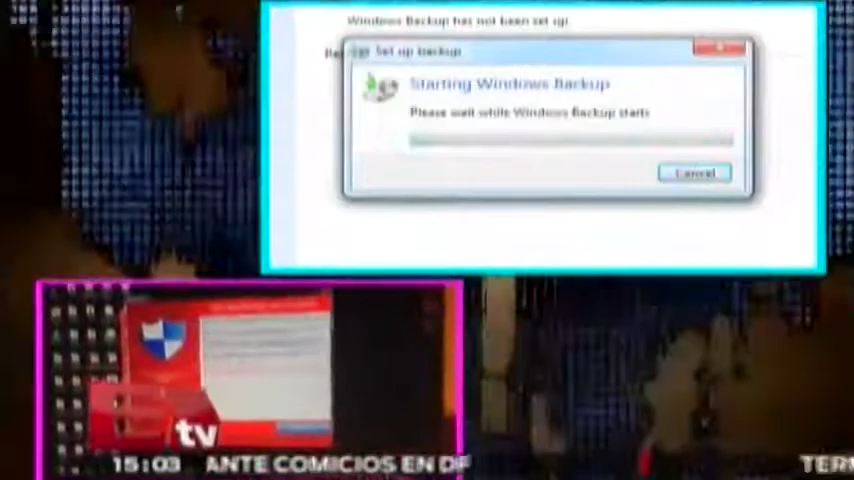 Windows Backup has not been set up.
Set up backup
Starting Windows Backup
Please wait while Windows Backup starts
Cancel
tv
15:03 ANTE COMICIOS EN DF
TERM